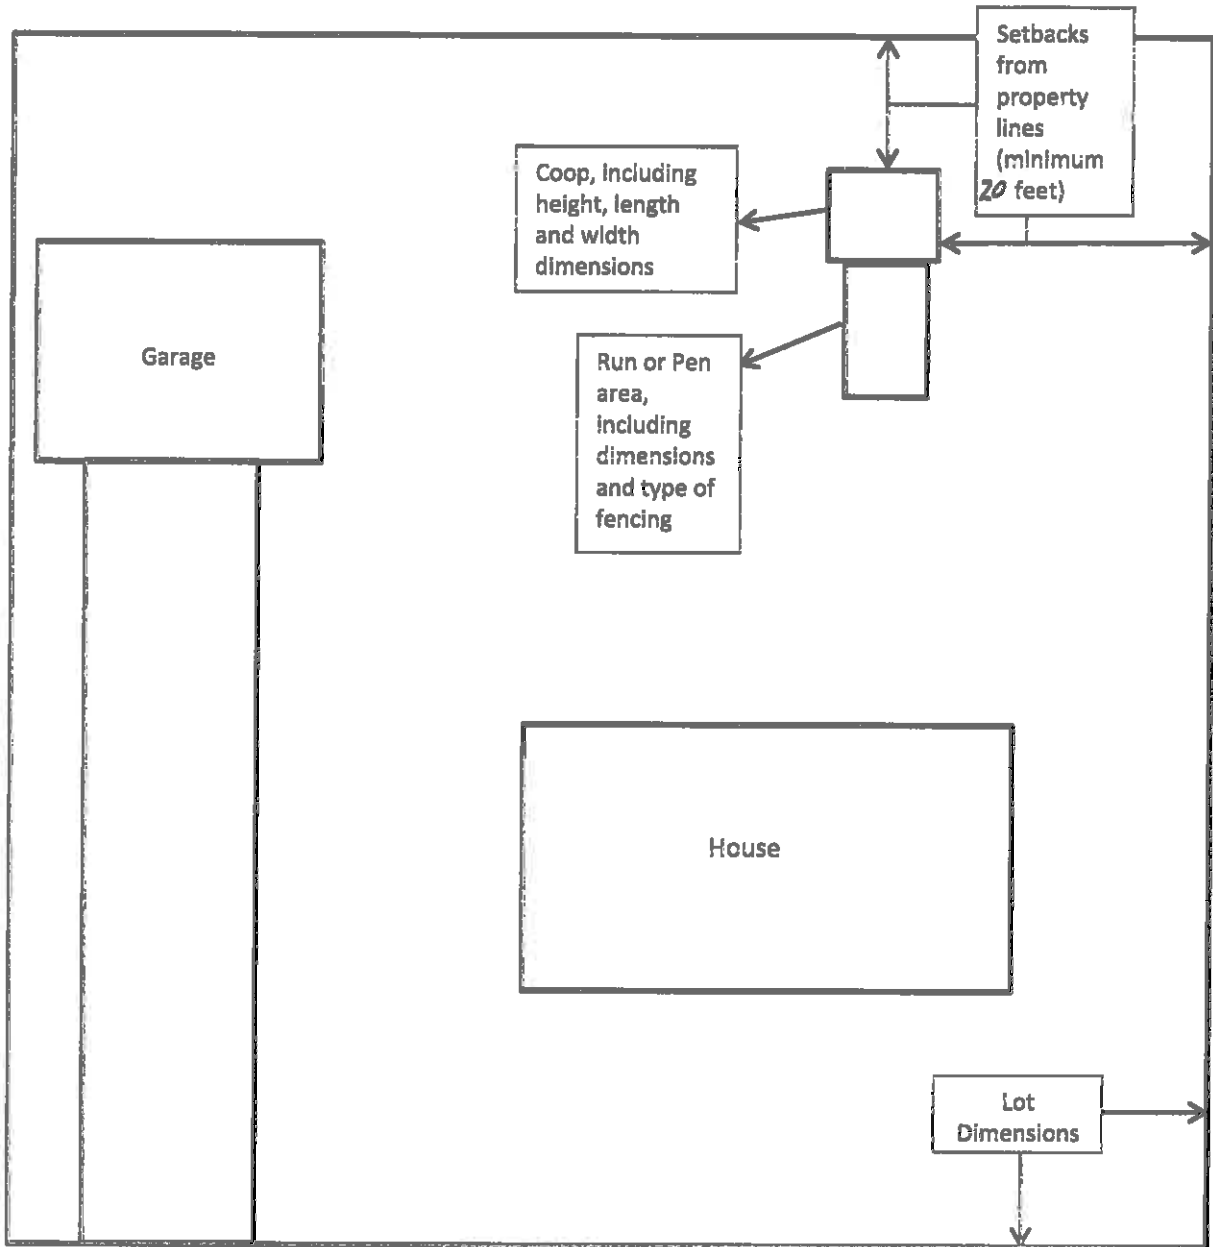 Setbacks
from
property
lines
(minimum
20 feet)
Coop, including
height, length
and width
dimensions
Garage
Run or Pen
area,
including
dimensions
and type of
fencing
House
Lot
Dimensions